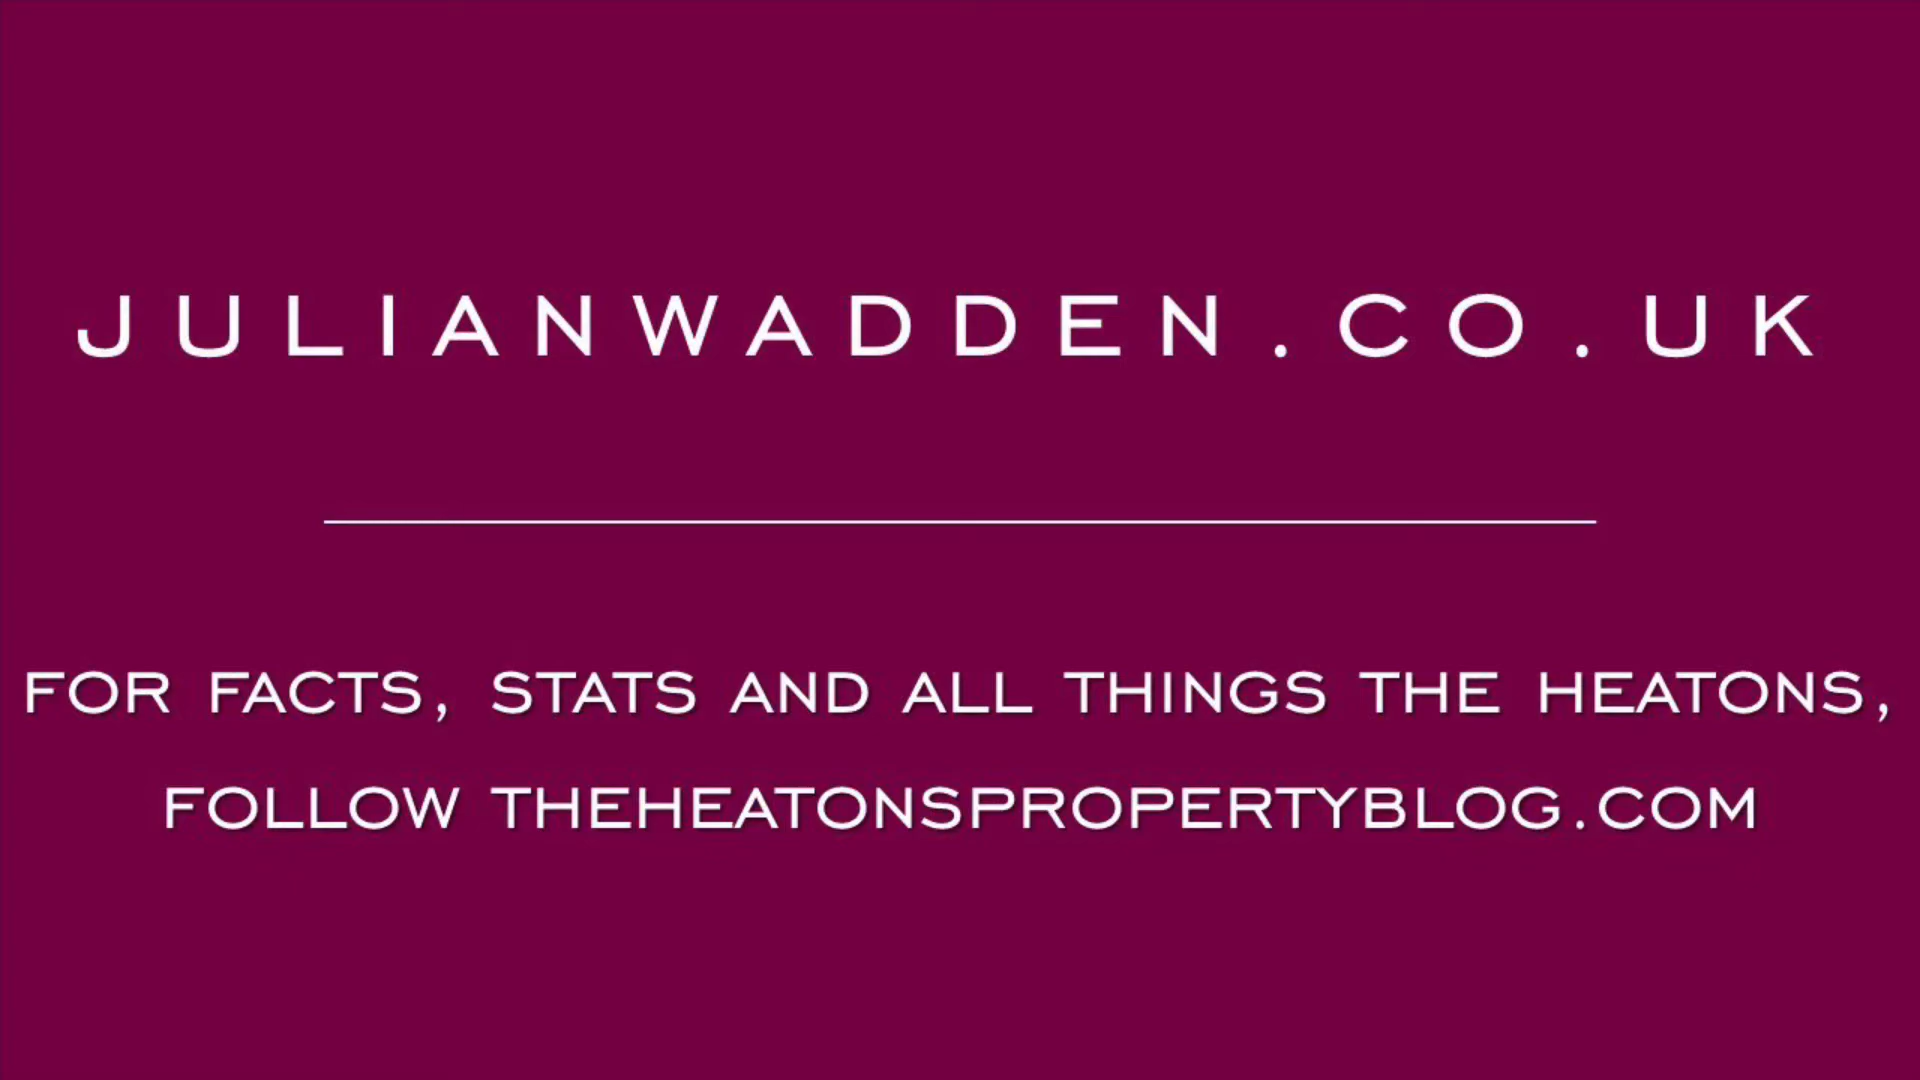 JULIANWADDEN.CO.UK
FOR FACTS, STATS AND ALL THINGS THE HEATONS,
FOLLOW THEHEATONSPROPERTYBLOG.COM